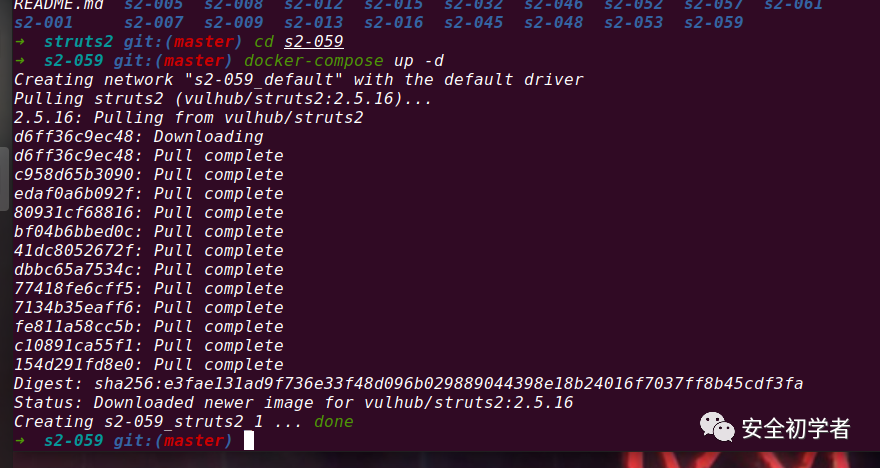 README.md s2-005 s2-008 s2-012 s2-015 s2-032 s2-046 s2-052 s2-057 s2-061
s2-001 s2-007 s2-009 s2-013 s2-016 s2-045 s2-048 s2-053 s2-059
→ struts2 git:(master) cd s2-059
→ s2-059 git:(master) docker-compose up -d
Creating network "s2-059_default" with the default driver
Pulling struts2 (vulhub/struts2:2.5.16)...
2.5.16: Pulling from vulhub/struts2
d6ff36c9ec48: Downloading
d6ff36c9ec48: Pull complete
c958d65b3090: Pull complete
edaf0a6b092f: Pull complete
80931cf68816: Pull complete
bf04b6bbed0c: Pull complete
41dc8052672f: Pull complete
dbbc65a7534c: Pull complete
77418fe6cff5: Pull complete
7134b35eaff6: Pull complete
fe811a58cc5b: Pull complete
c10891ca55f1: Pull complete
154d291fd8e0: Pull complete
Digest: sha256:e3fae131ad9f736e33f48d096b029889044398e18b24016f7037ff8b45cdf3fa
Status: Downloaded newer image for vulhub/struts2:2.5.16
Creating s2-059_struts2_1 ... done
→ s2-059 git:(master)
安全初学者